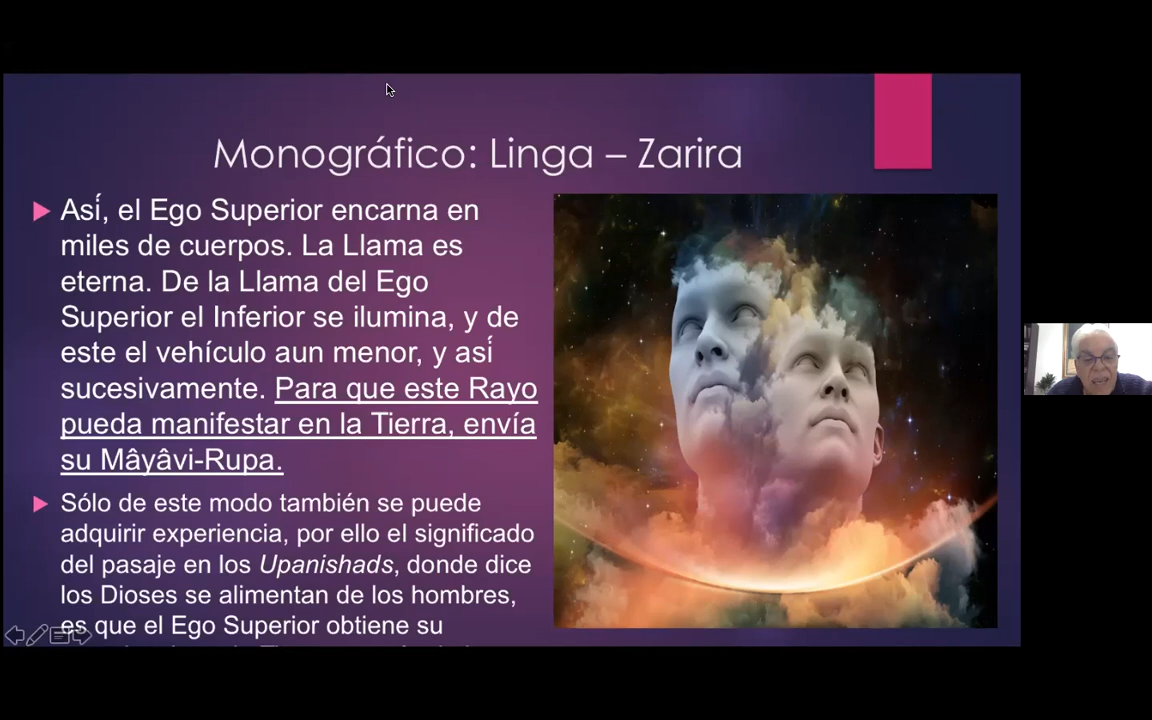 Monográfico: Linga – Zarira
Así, el Ego Superior encarna en
miles de cuerpos. La Llama es
eterna. De la Llama del Ego
Superior el Inferior se ilumina, y de
este el vehículo aun menor, y así
sucesivamente. Para que este Rayo
pueda manifestar en la Tierra, envía
su Mâyâvi-Rupa.
Sólo de este modo también se puede
adquirir experiencia, por ello el significado
del pasaje en los Upanishads, donde dice
los Dioses se alimentan de los hombres,
es que el Ego Superior obtiene su